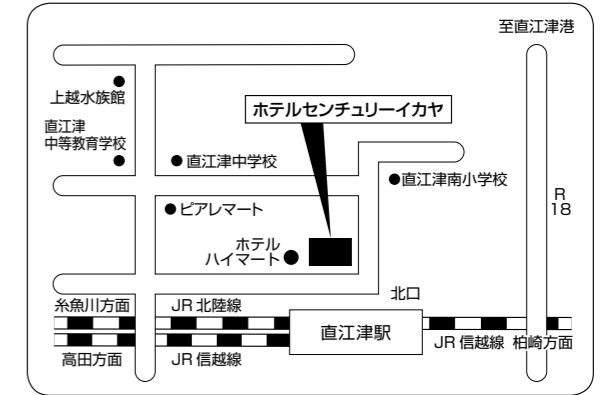 至直江津港
上越水族館
直江津
中等教育学校
ホテルセンチュリーイカヤ
直江津中学校
直江津南小学校
ピアレマート
R
18
ホテル
ハイマート
北口
糸魚川方面
JR 北陸線
直江津駅
JR 信越線
柏崎方面
高田方面
JR 信越線